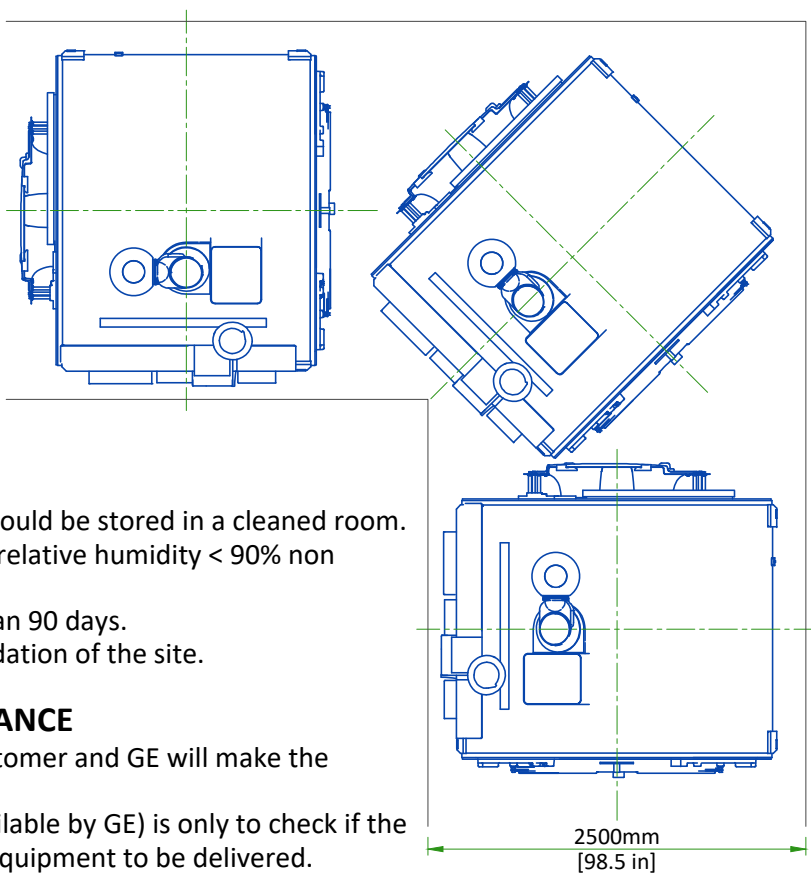 ould be stored in a cleaned room.
relative humidity < 90% non
an 90 days.
dation of the site.
ANCE
tomer and GE will make the
ilable by GE) is only to check if the
quipment to be delivered.
2500mm
[98.5 in]